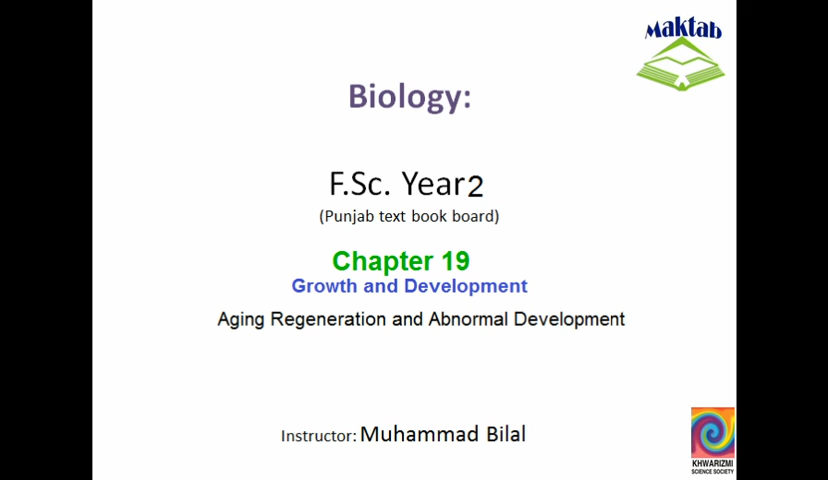 Maktab
Biology:
F.Sc. Year2
(Punjab text book board)
Chapter 19
Growth and Development
Aging Regeneration and Abnormal Development
Instructor: Muhammad Bilal
KHWARIZMI
SCIENCE SOCIETY